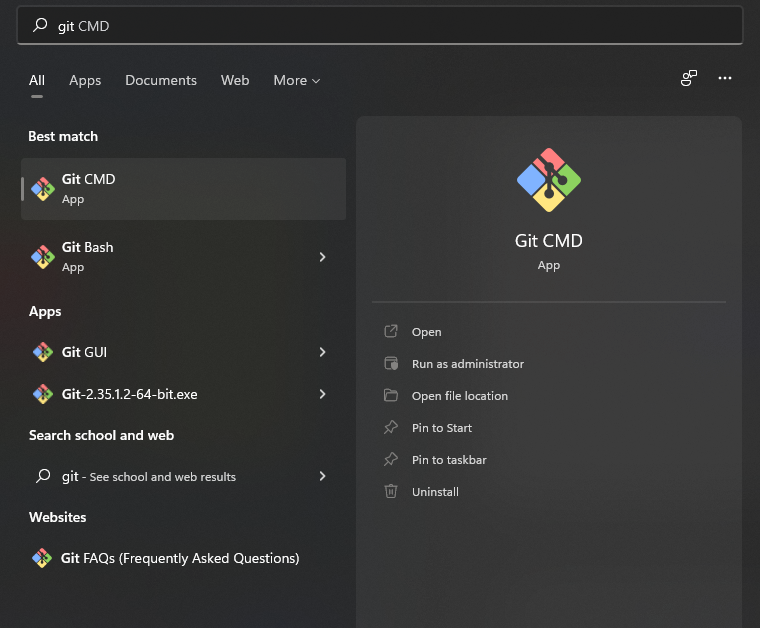 git CMD
All Apps Documents Web More
Best match
Git CMD
App
Git Bash
App
Apps
Git GUI
Git-2.35.1.2-64-bit.exe
Search school and web
git - See school and web results
Websites
Git FAQs (Frequently Asked Questions)
Git CMD
App
Open
Run as administrator
Open file location
Pin to Start
Pin to taskbar
Uninstall